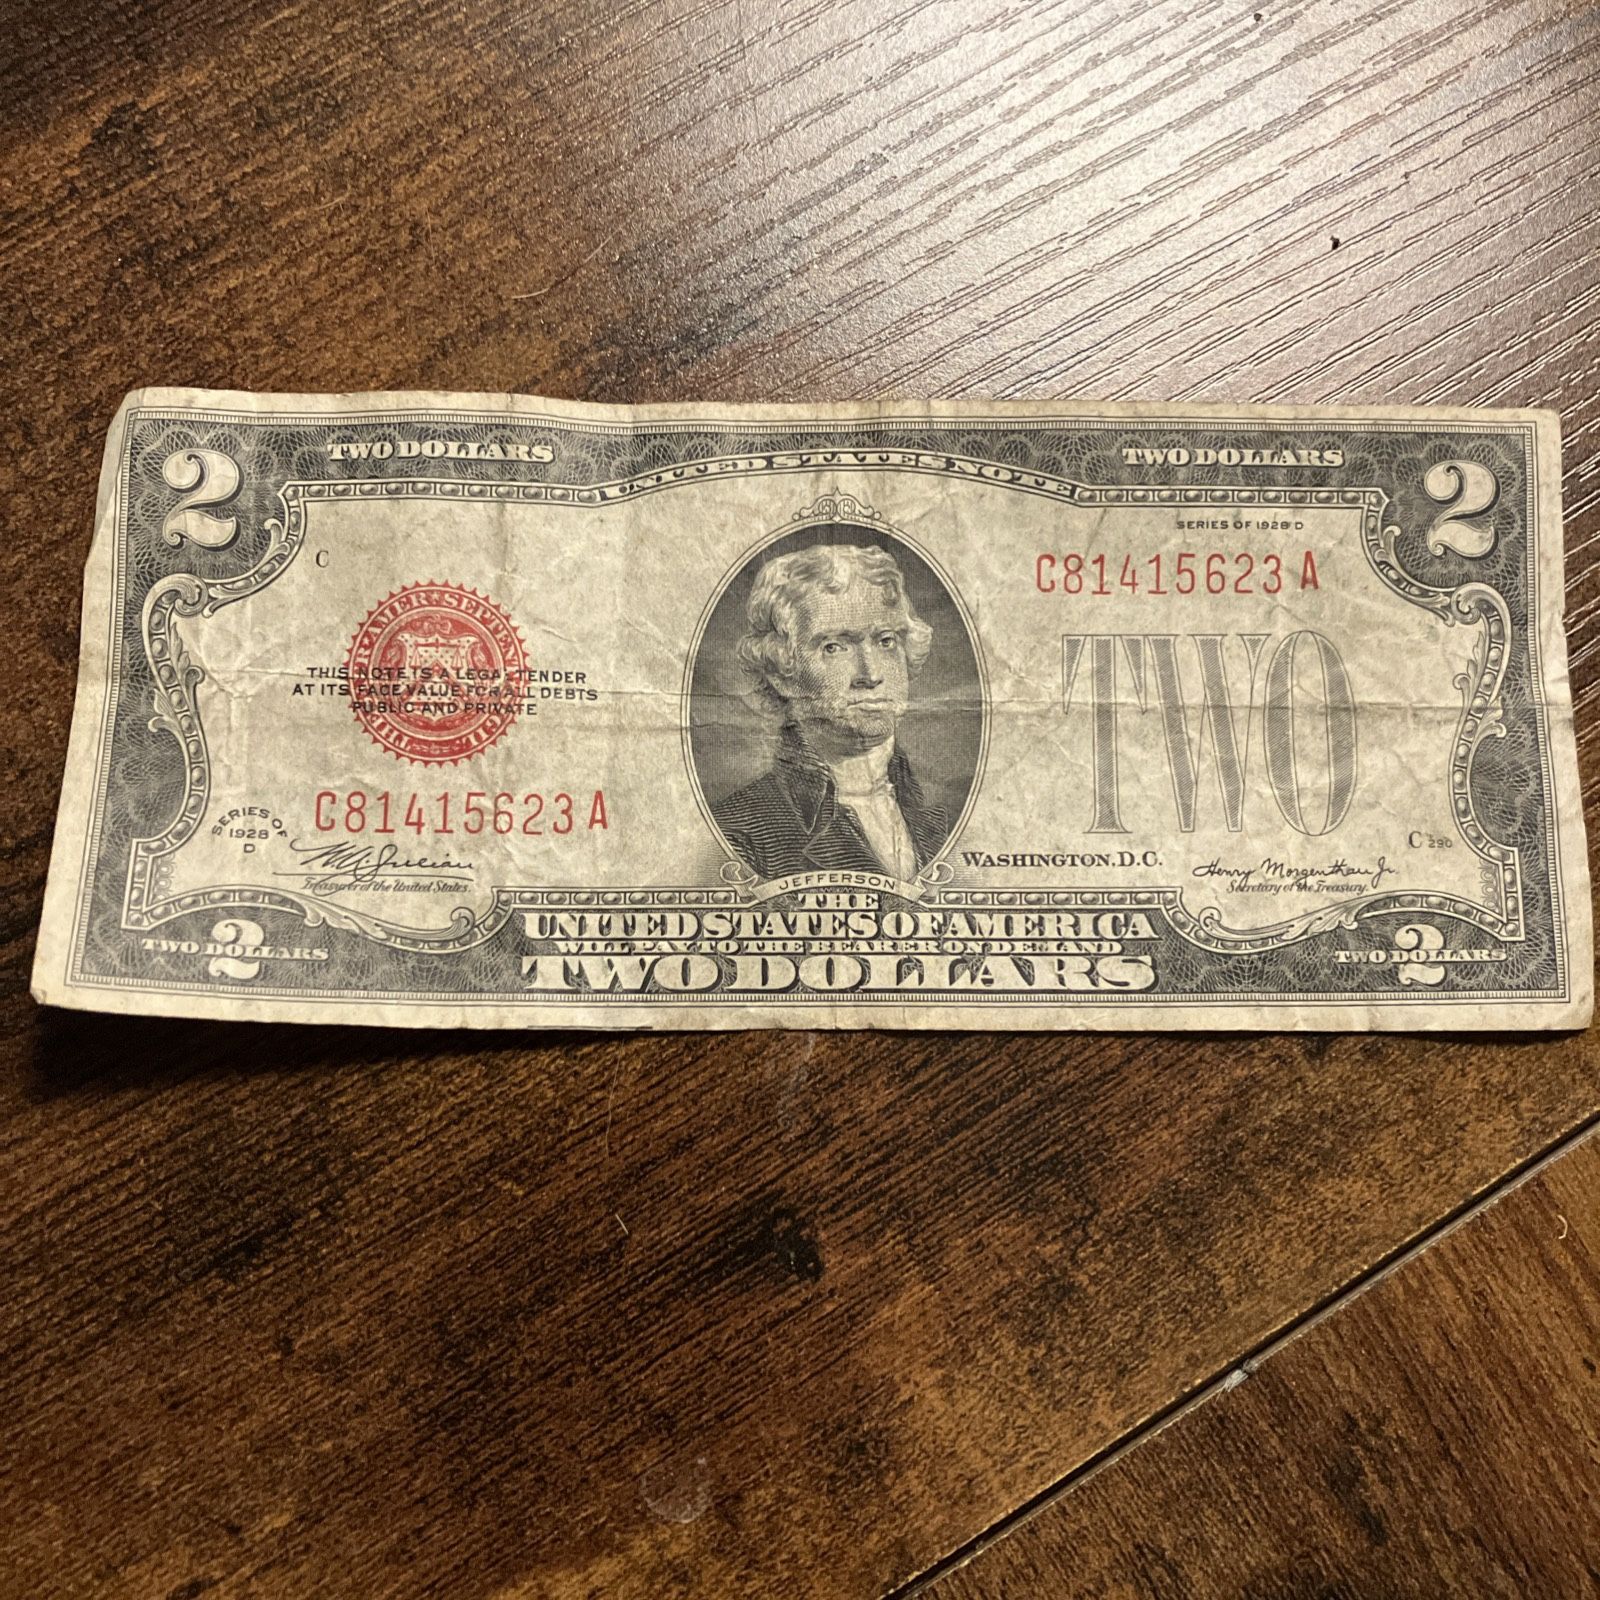 2 TWO DOLLARS UNITED STATES NOTE TWO DOLLARS 2
SERIES OF 1928 D
C
C81415623A
THIS NOTE IS A LEGAL TENDER
AT ITS FACE VALUE FOR ALL DEBTS
PUBLIC AND PRIVATE
TWO
C81415623A
SERIES OF
1928
D
W.A. Julian
Treasurer of the United States.
WASHINGTON, D.C.
C 290
Henry Morgenthau Jr.
Secretary of the Treasury.
JEFFERSON
THE
UNITED STATES OF AMERICA
WILL PAY TO THE BEARER ON DEMAND
TWO DOLLARS
TWO DOLLARS 2
TWO DOLLARS 2